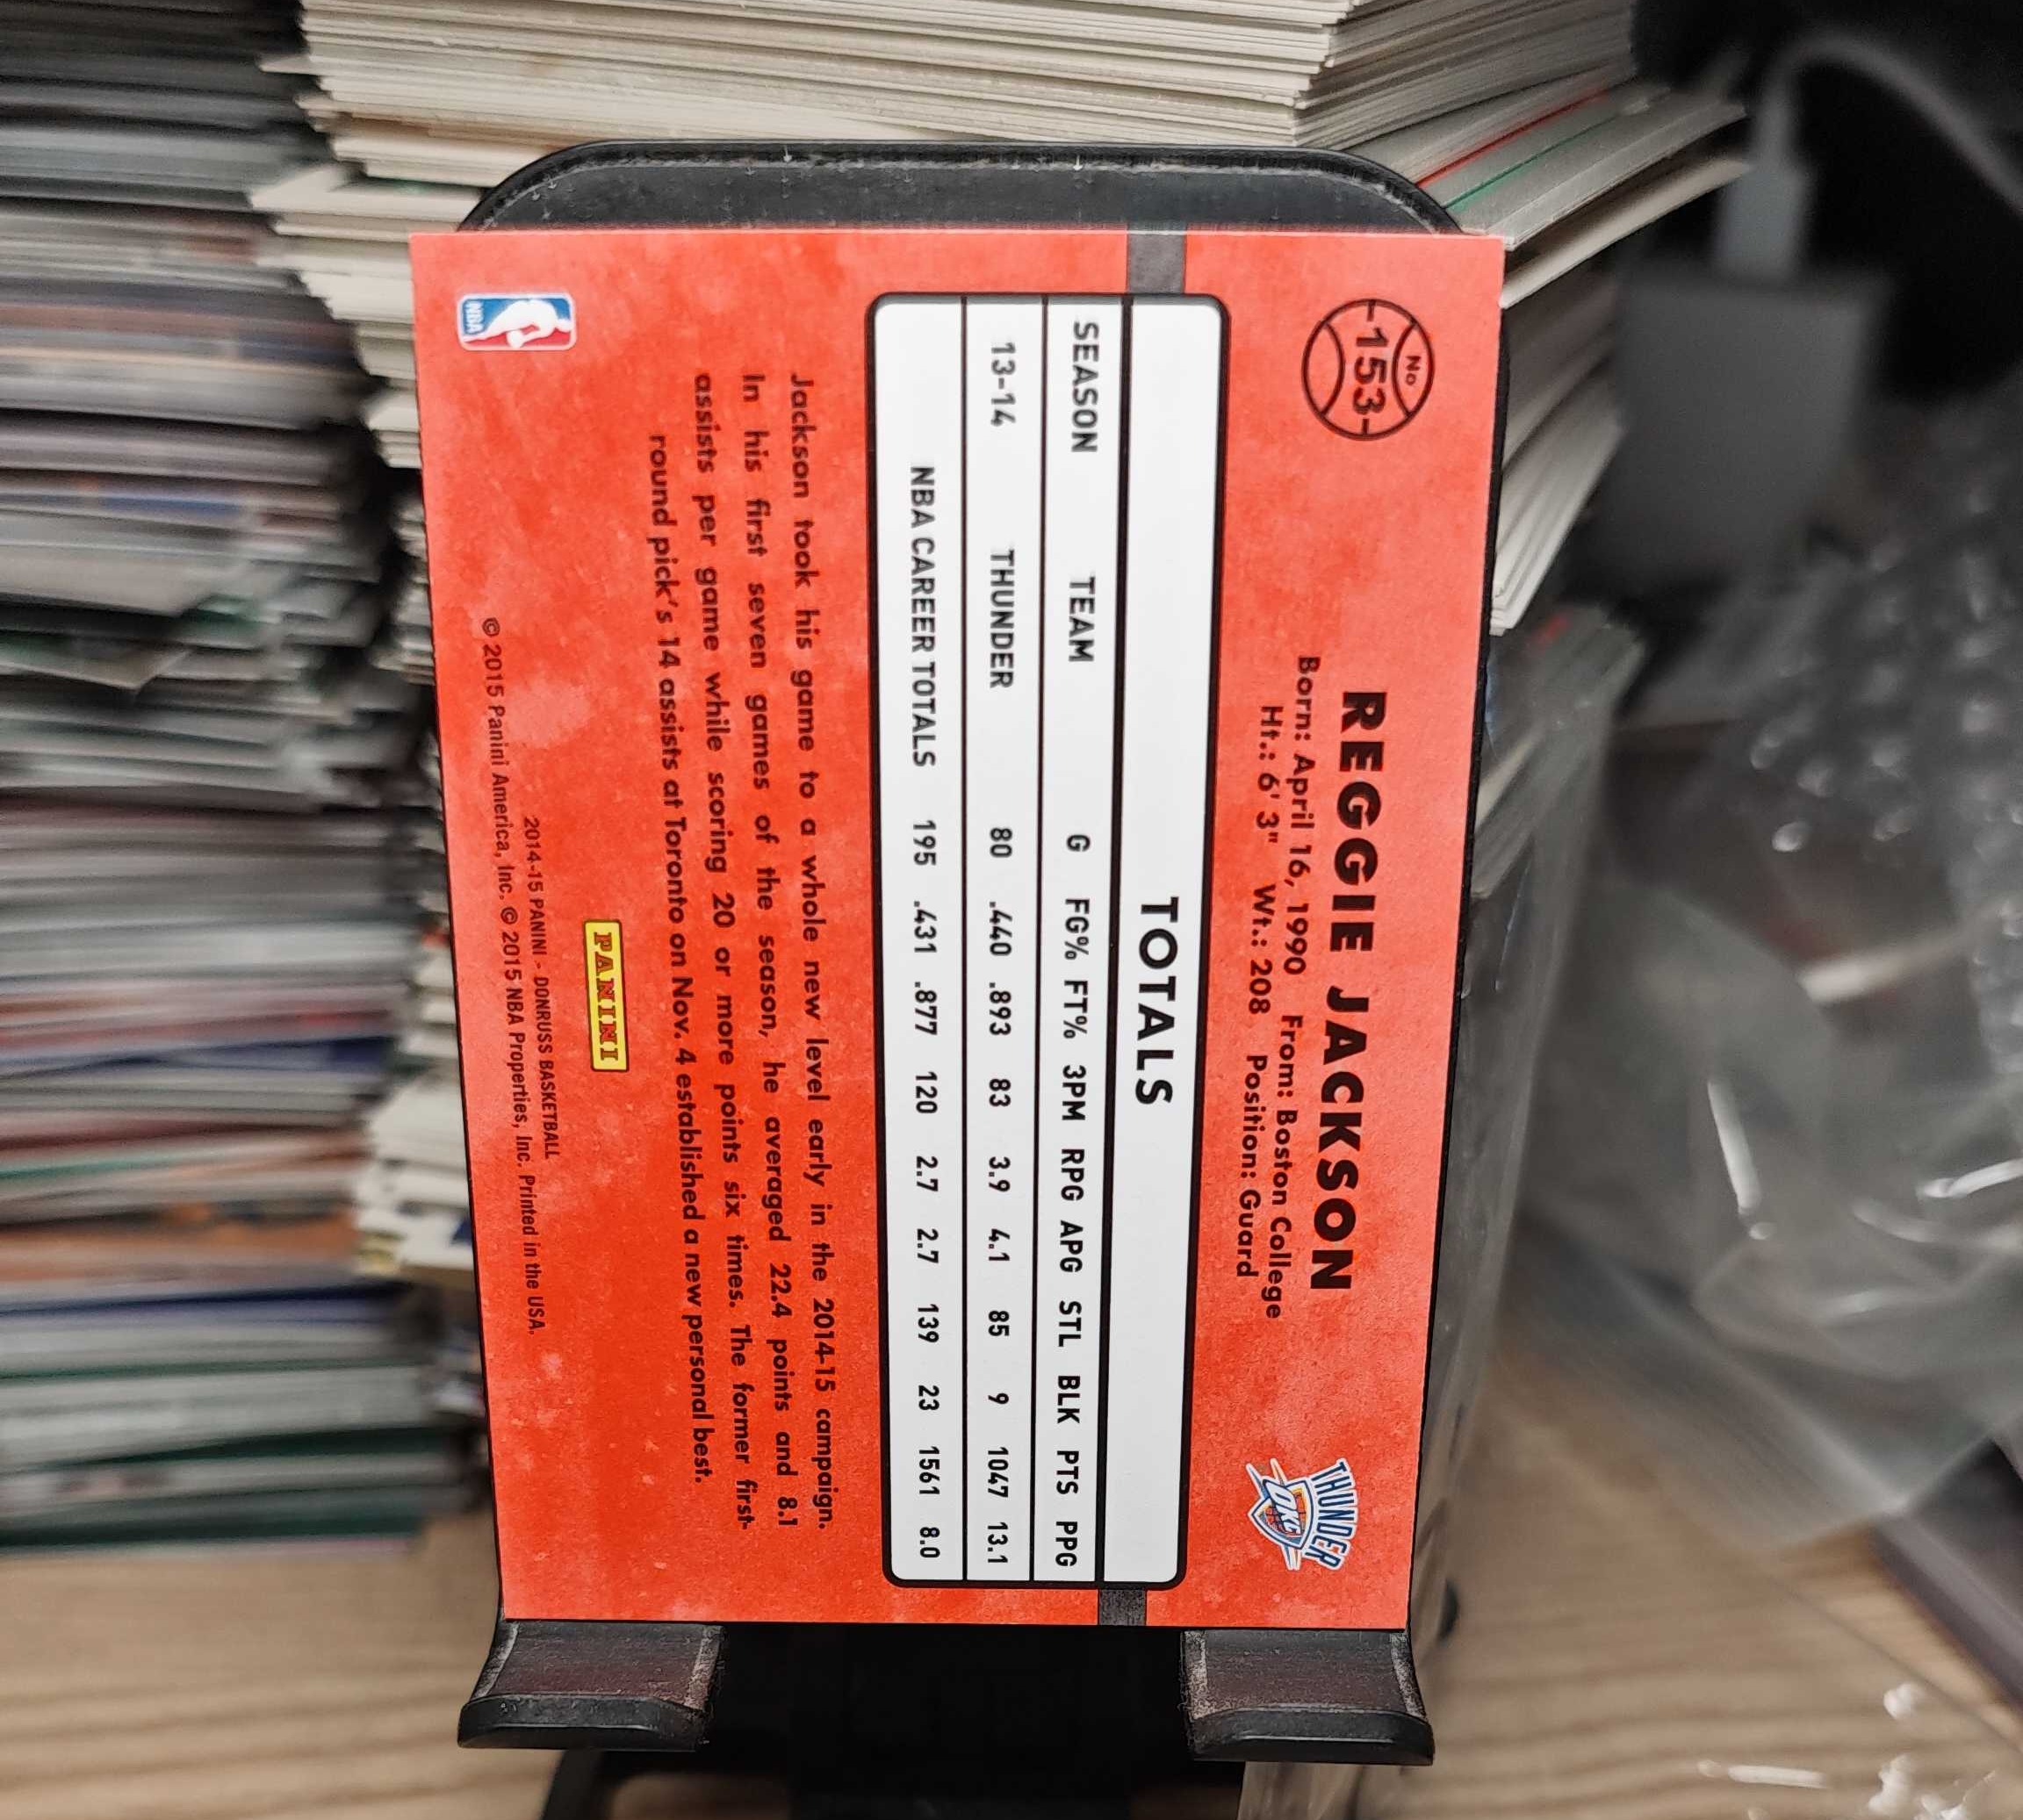 No
153
REGGIE JACKSON
Born: April 16, 1990 From: Boston College
Ht.: 6' 3" Wt.: 208 Position: Guard
THUNDER
OKC
TOTALS
SEASON TEAM G FG% FT% 3PM RPG APG STL BLK PTS PPG
13-14 THUNDER 80 .440 .893 83 3.9 4.1 85 9 1047 13.1
NBA CAREER TOTALS 195 .431 .877 120 2.7 2.7 139 23 1561 8.0
Jackson took his game to a whole new level early in the 2014-15 campaign.
In his first seven games of the season, he averaged 22.4 points and 8.1
assists per game while scoring 20 or more points six times. The former first-
round pick's 14 assists at Toronto on Nov. 4 established a new personal best.
PANINI
NBA
2014-15 PANINI - DONRUSS BASKETBALL
© 2015 Panini America, Inc. © 2015 NBA Properties, Inc. Printed in the USA.